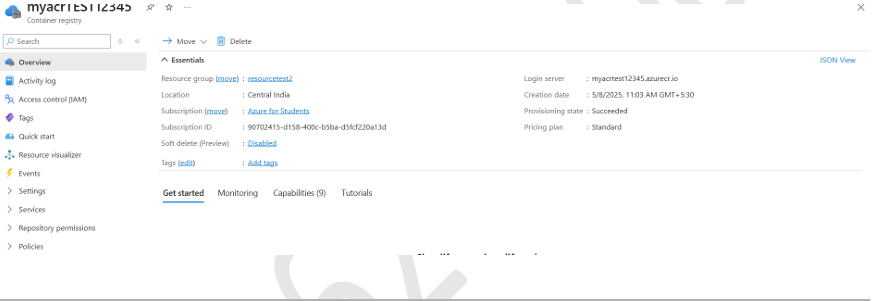 myacrTEST12345
Container registry
Search
Move
Delete
Overview
Activity log
Access control (IAM)
Tags
Quick start
Resource visualizer
Events
Settings
Services
Repository permissions
Policies
Essentials
JSON View
Resource group (move) : resourcetest2
Location : Central India
Subscription (move) : Azure for Students
Subscription ID : 90702415-d158-400c-b5ba-d5fcf220a13d
Soft delete (Preview) : Disabled
Tags (edit) : Add tags
Login server : myacrtest12345.azurecr.io
Creation date : 5/8/2025, 11:03 AM GMT+5:30
Provisioning state : Succeeded
Pricing plan : Standard
Get started Monitoring Capabilities (9) Tutorials